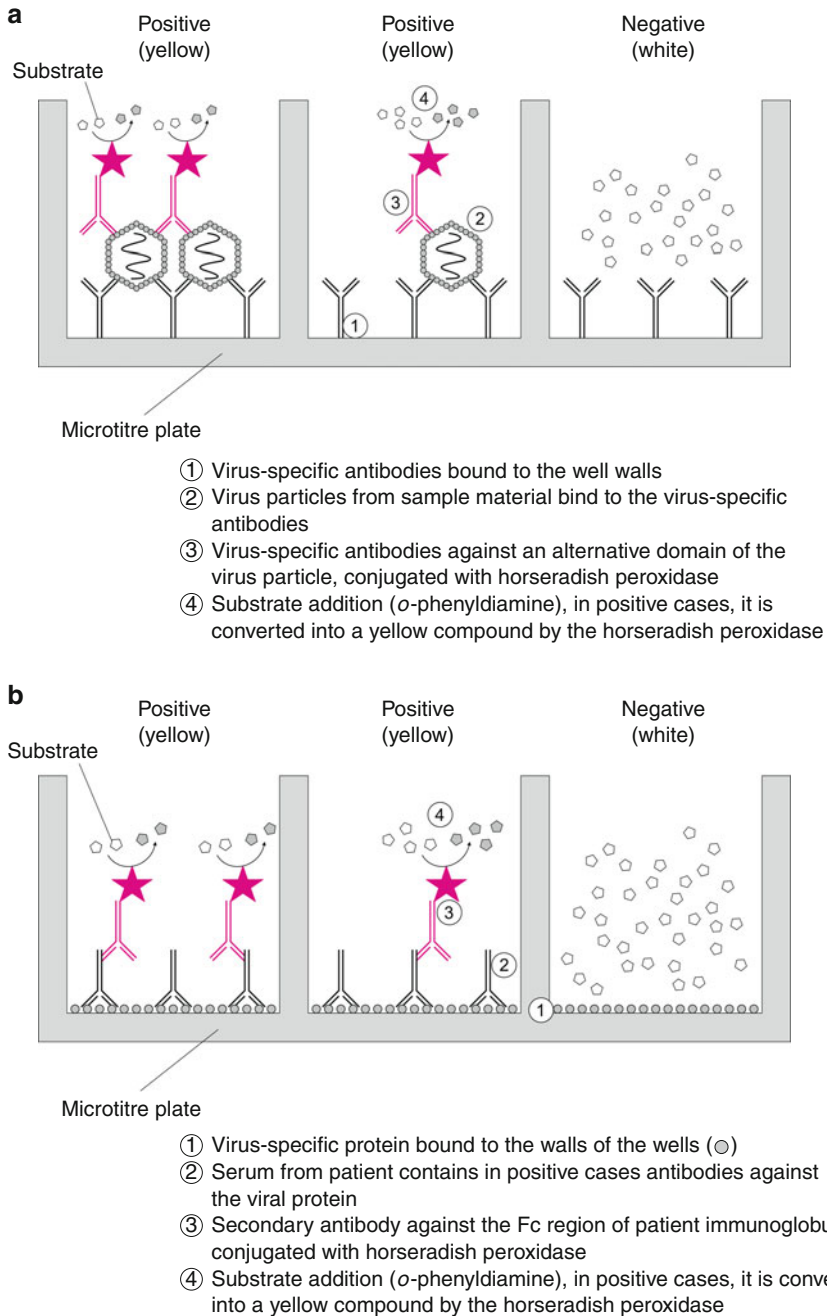 a
Positive
(yellow)
Positive
(yellow)
Negative
(white)
Substrate
4
3
2
1
Microtitre plate
1 Virus-specific antibodies bound to the well walls
2 Virus particles from sample material bind to the virus-specific
antibodies
3 Virus-specific antibodies against an alternative domain of the
virus particle, conjugated with horseradish peroxidase
4 Substrate addition (o-phenyldiamine), in positive cases, it is
converted into a yellow compound by the horseradish peroxidase
b
Positive
(yellow)
Positive
(yellow)
Negative
(white)
Substrate
4
3
2
1
Microtitre plate
1 Virus-specific protein bound to the walls of the wells ( )
2 Serum from patient contains in positive cases antibodies against
the viral protein
3 Secondary antibody against the Fc region of patient immunoglobu
conjugated with horseradish peroxidase
4 Substrate addition (o-phenyldiamine), in positive cases, it is conve
into a yellow compound by the horseradish peroxidase